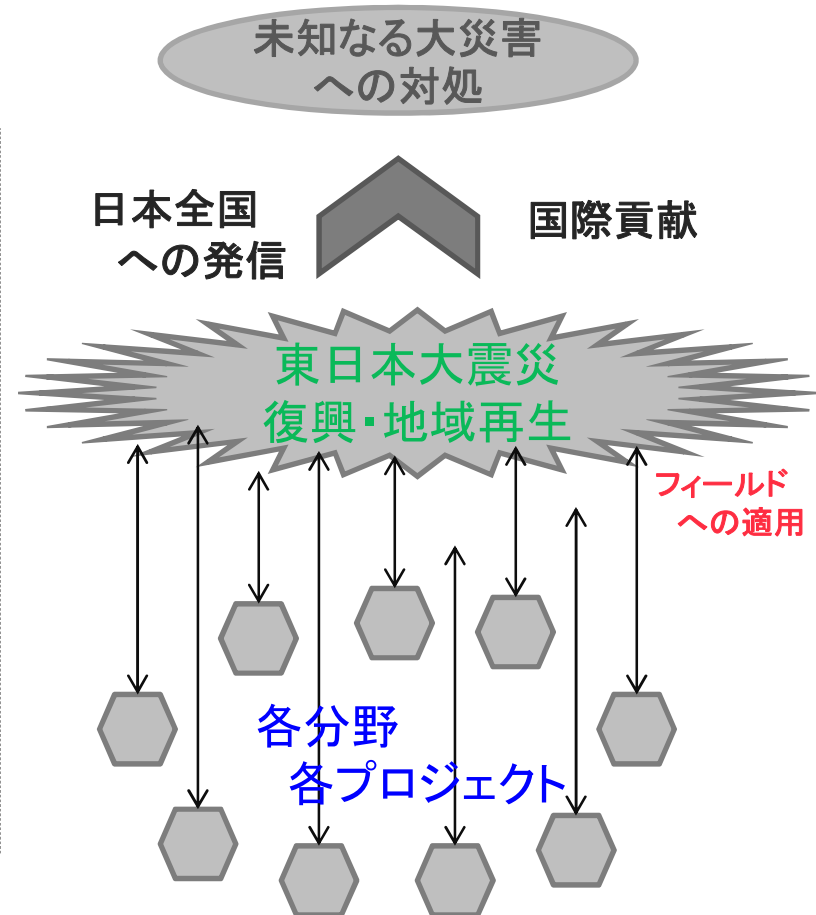 未知なる大災害
への対処
日本全国
への発信
国際貢献
東日本大震災
復興・地域再生
フィールド
への適用
各分野
各プロジェクト